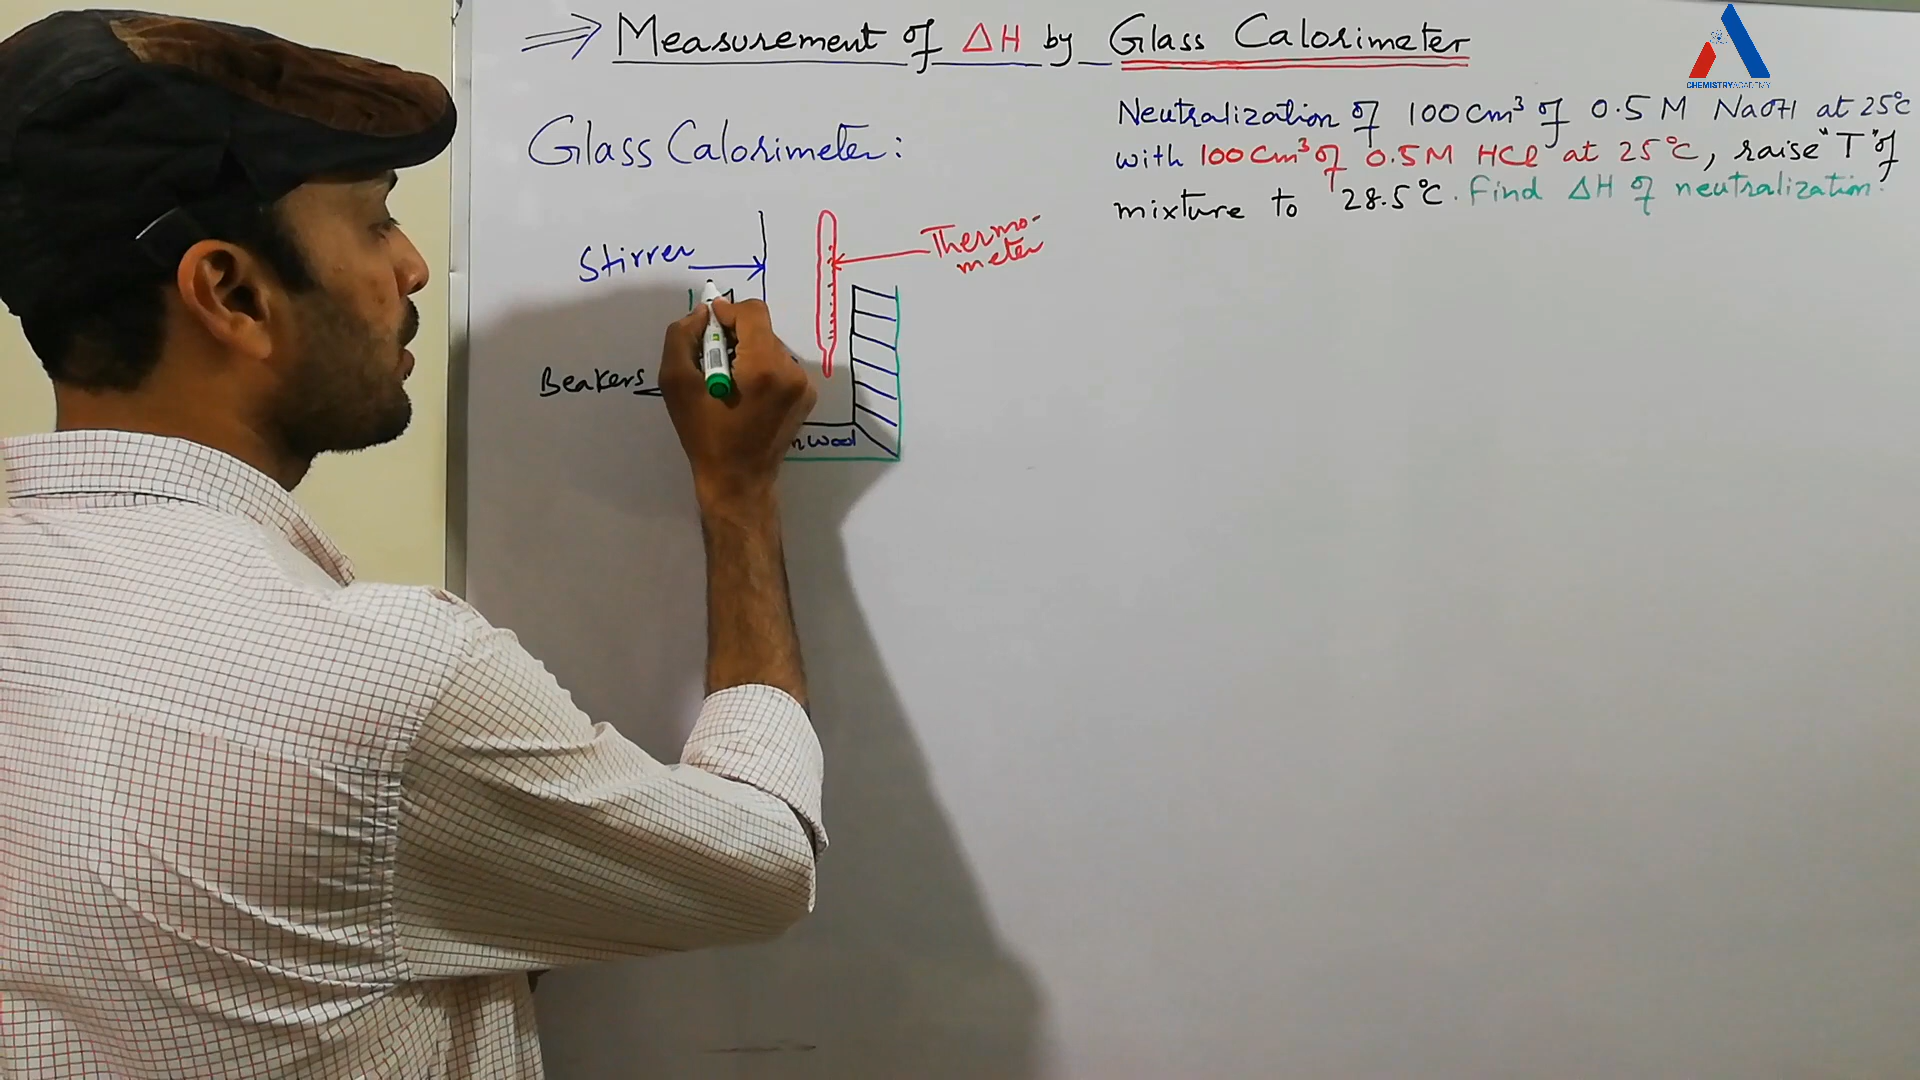 ⇒ Measurement of ΔH by Glass Calorimeter
CHEMISTRYACADEMY
Neutralization of 100 cm³ of 0.5 M NaOH at 25°C
with 100 cm³ of 0.5 M HCl at 25°C, raise "T" of
mixture to 28.5°C. Find ΔH of neutralization.
Glass Calorimeter:
Stirrer
Thermo-
meter
Beakers
Wool